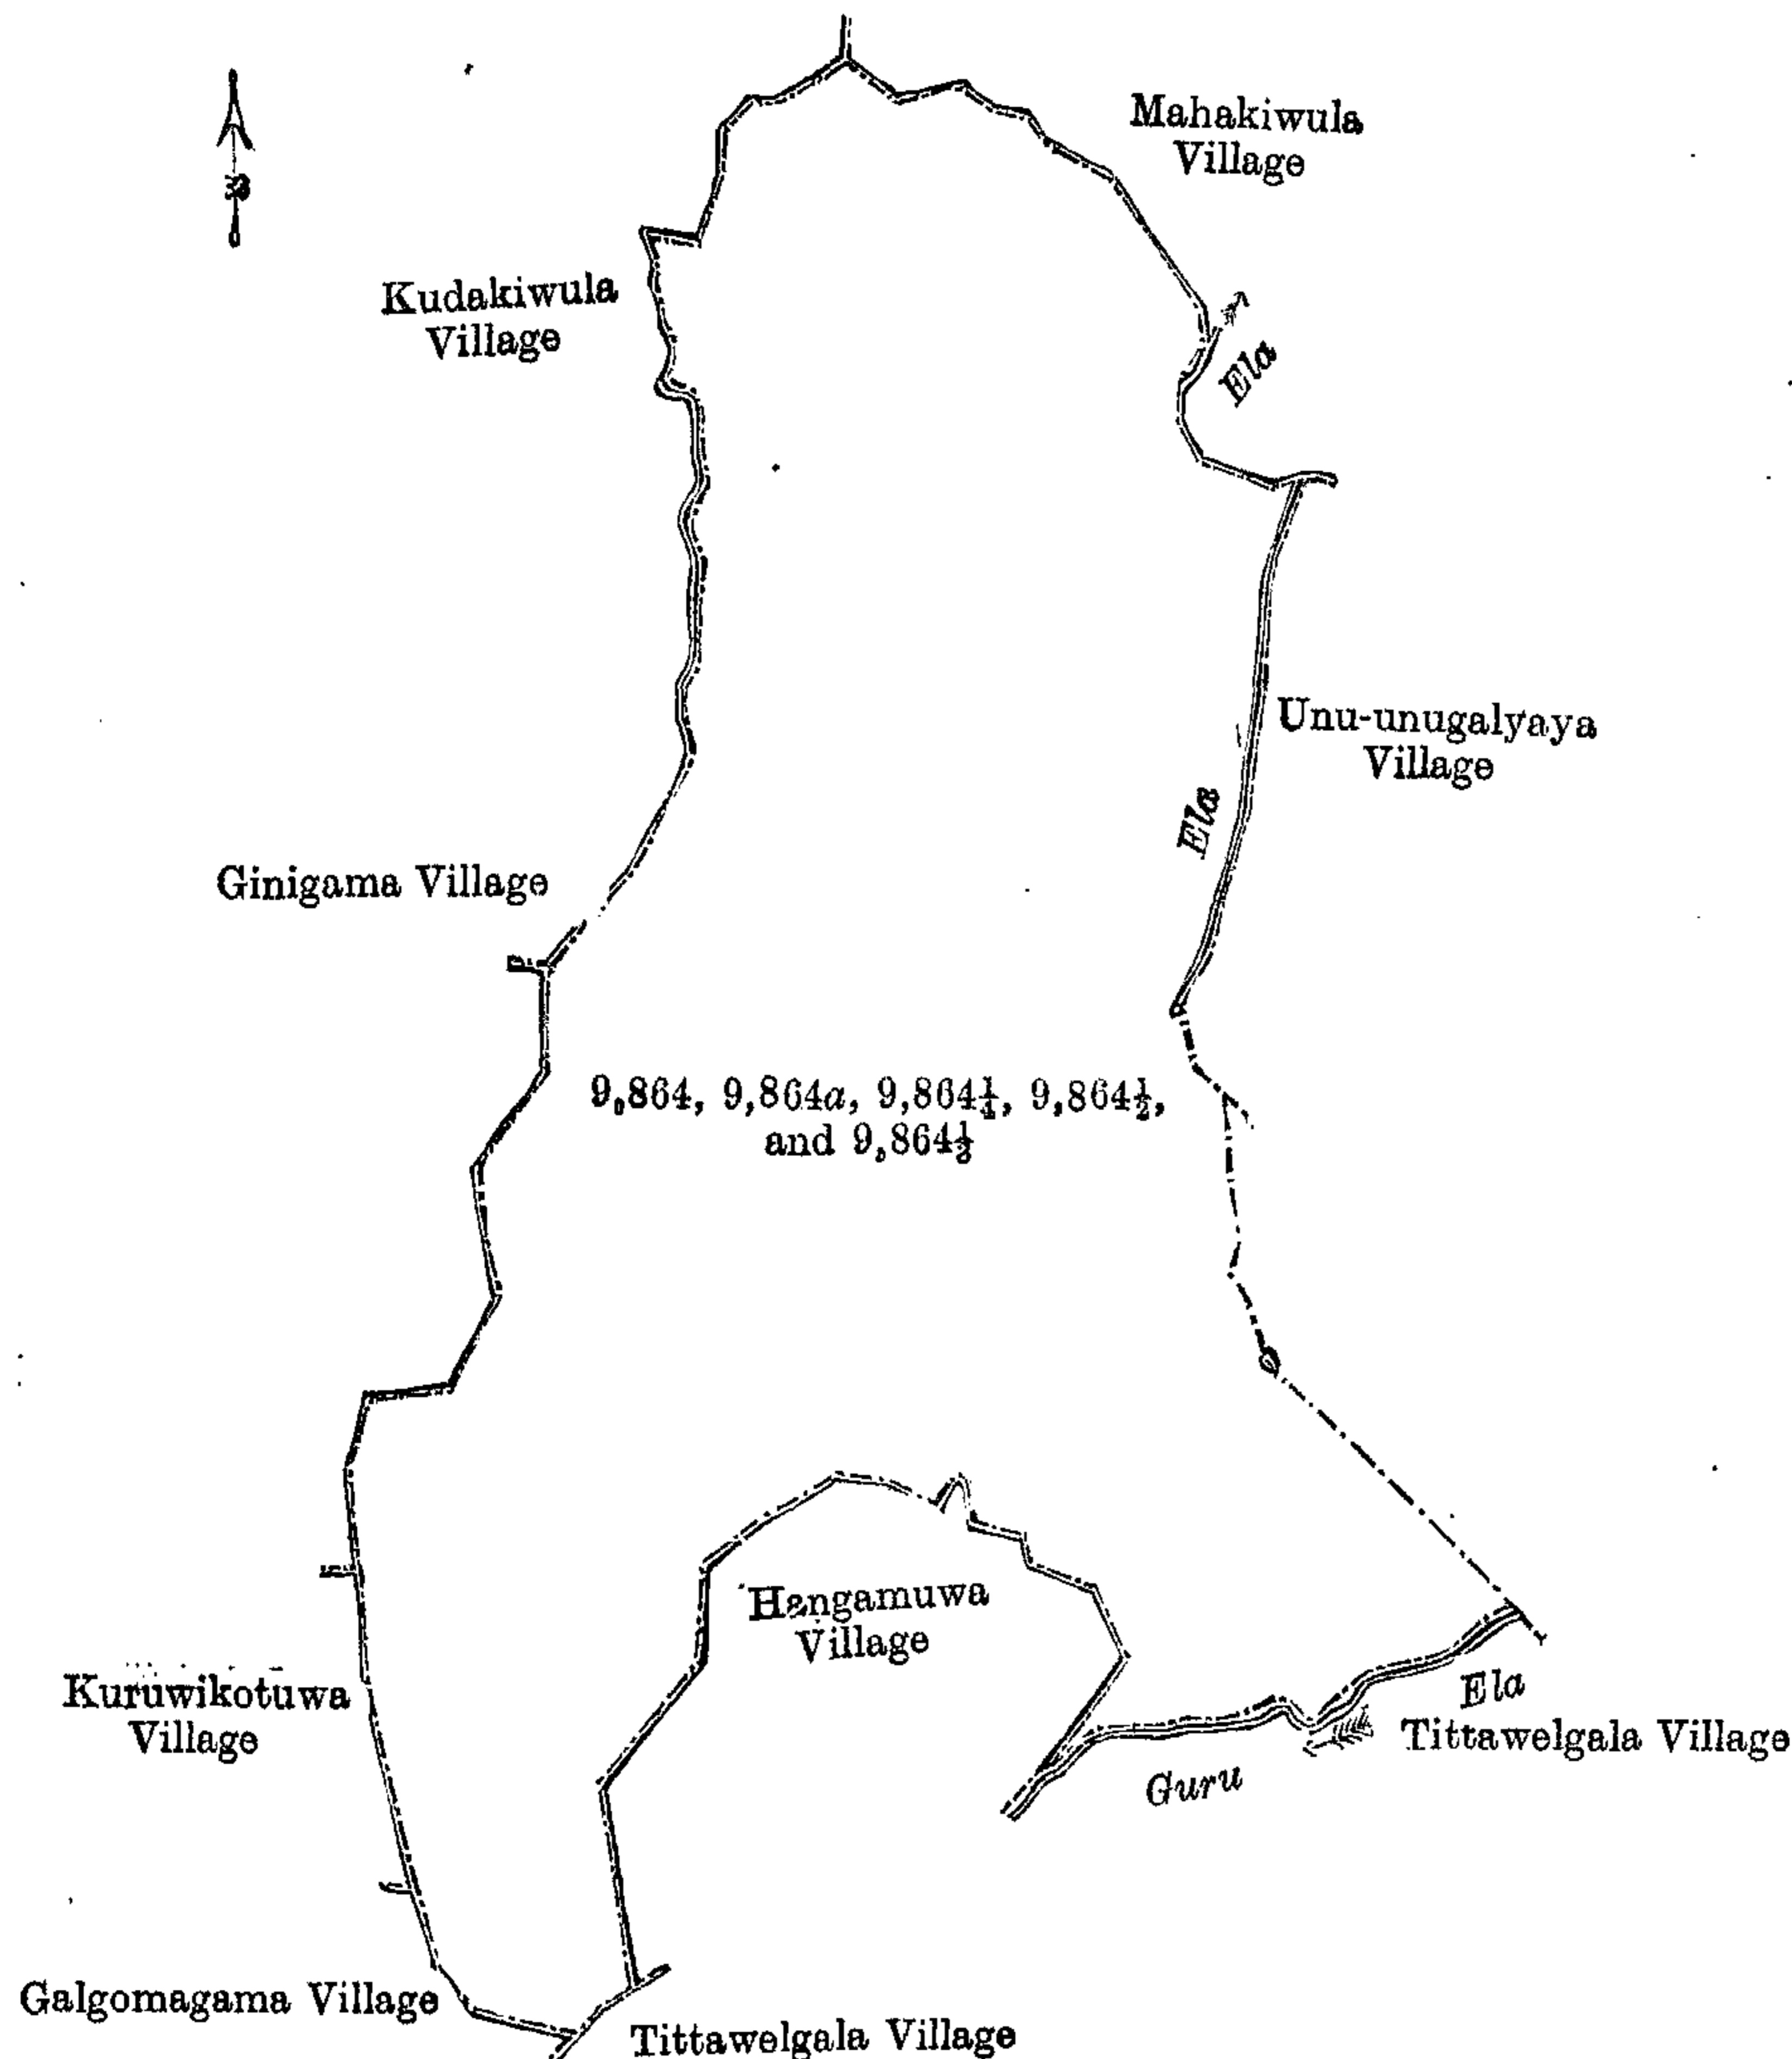 Mahakiwula
Village
Kudakiwula
Village
Ela
Unu-unugalyaya
Village
Ela
Ginigama Village
9,864, 9,864a, 9,864¼, 9,864½,
and 9,864⅓
Hangamuwa
Village
Kuruwikotuwa
Village
Ela
Tittawelgala Village
Guru
Galgomagama Village
Tittawelgala Village